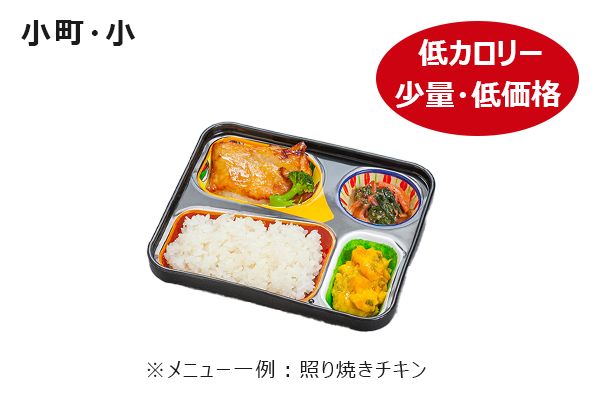 小町・小
低カロリー
少量・低価格
※メニュー一例：照り焼きチキン